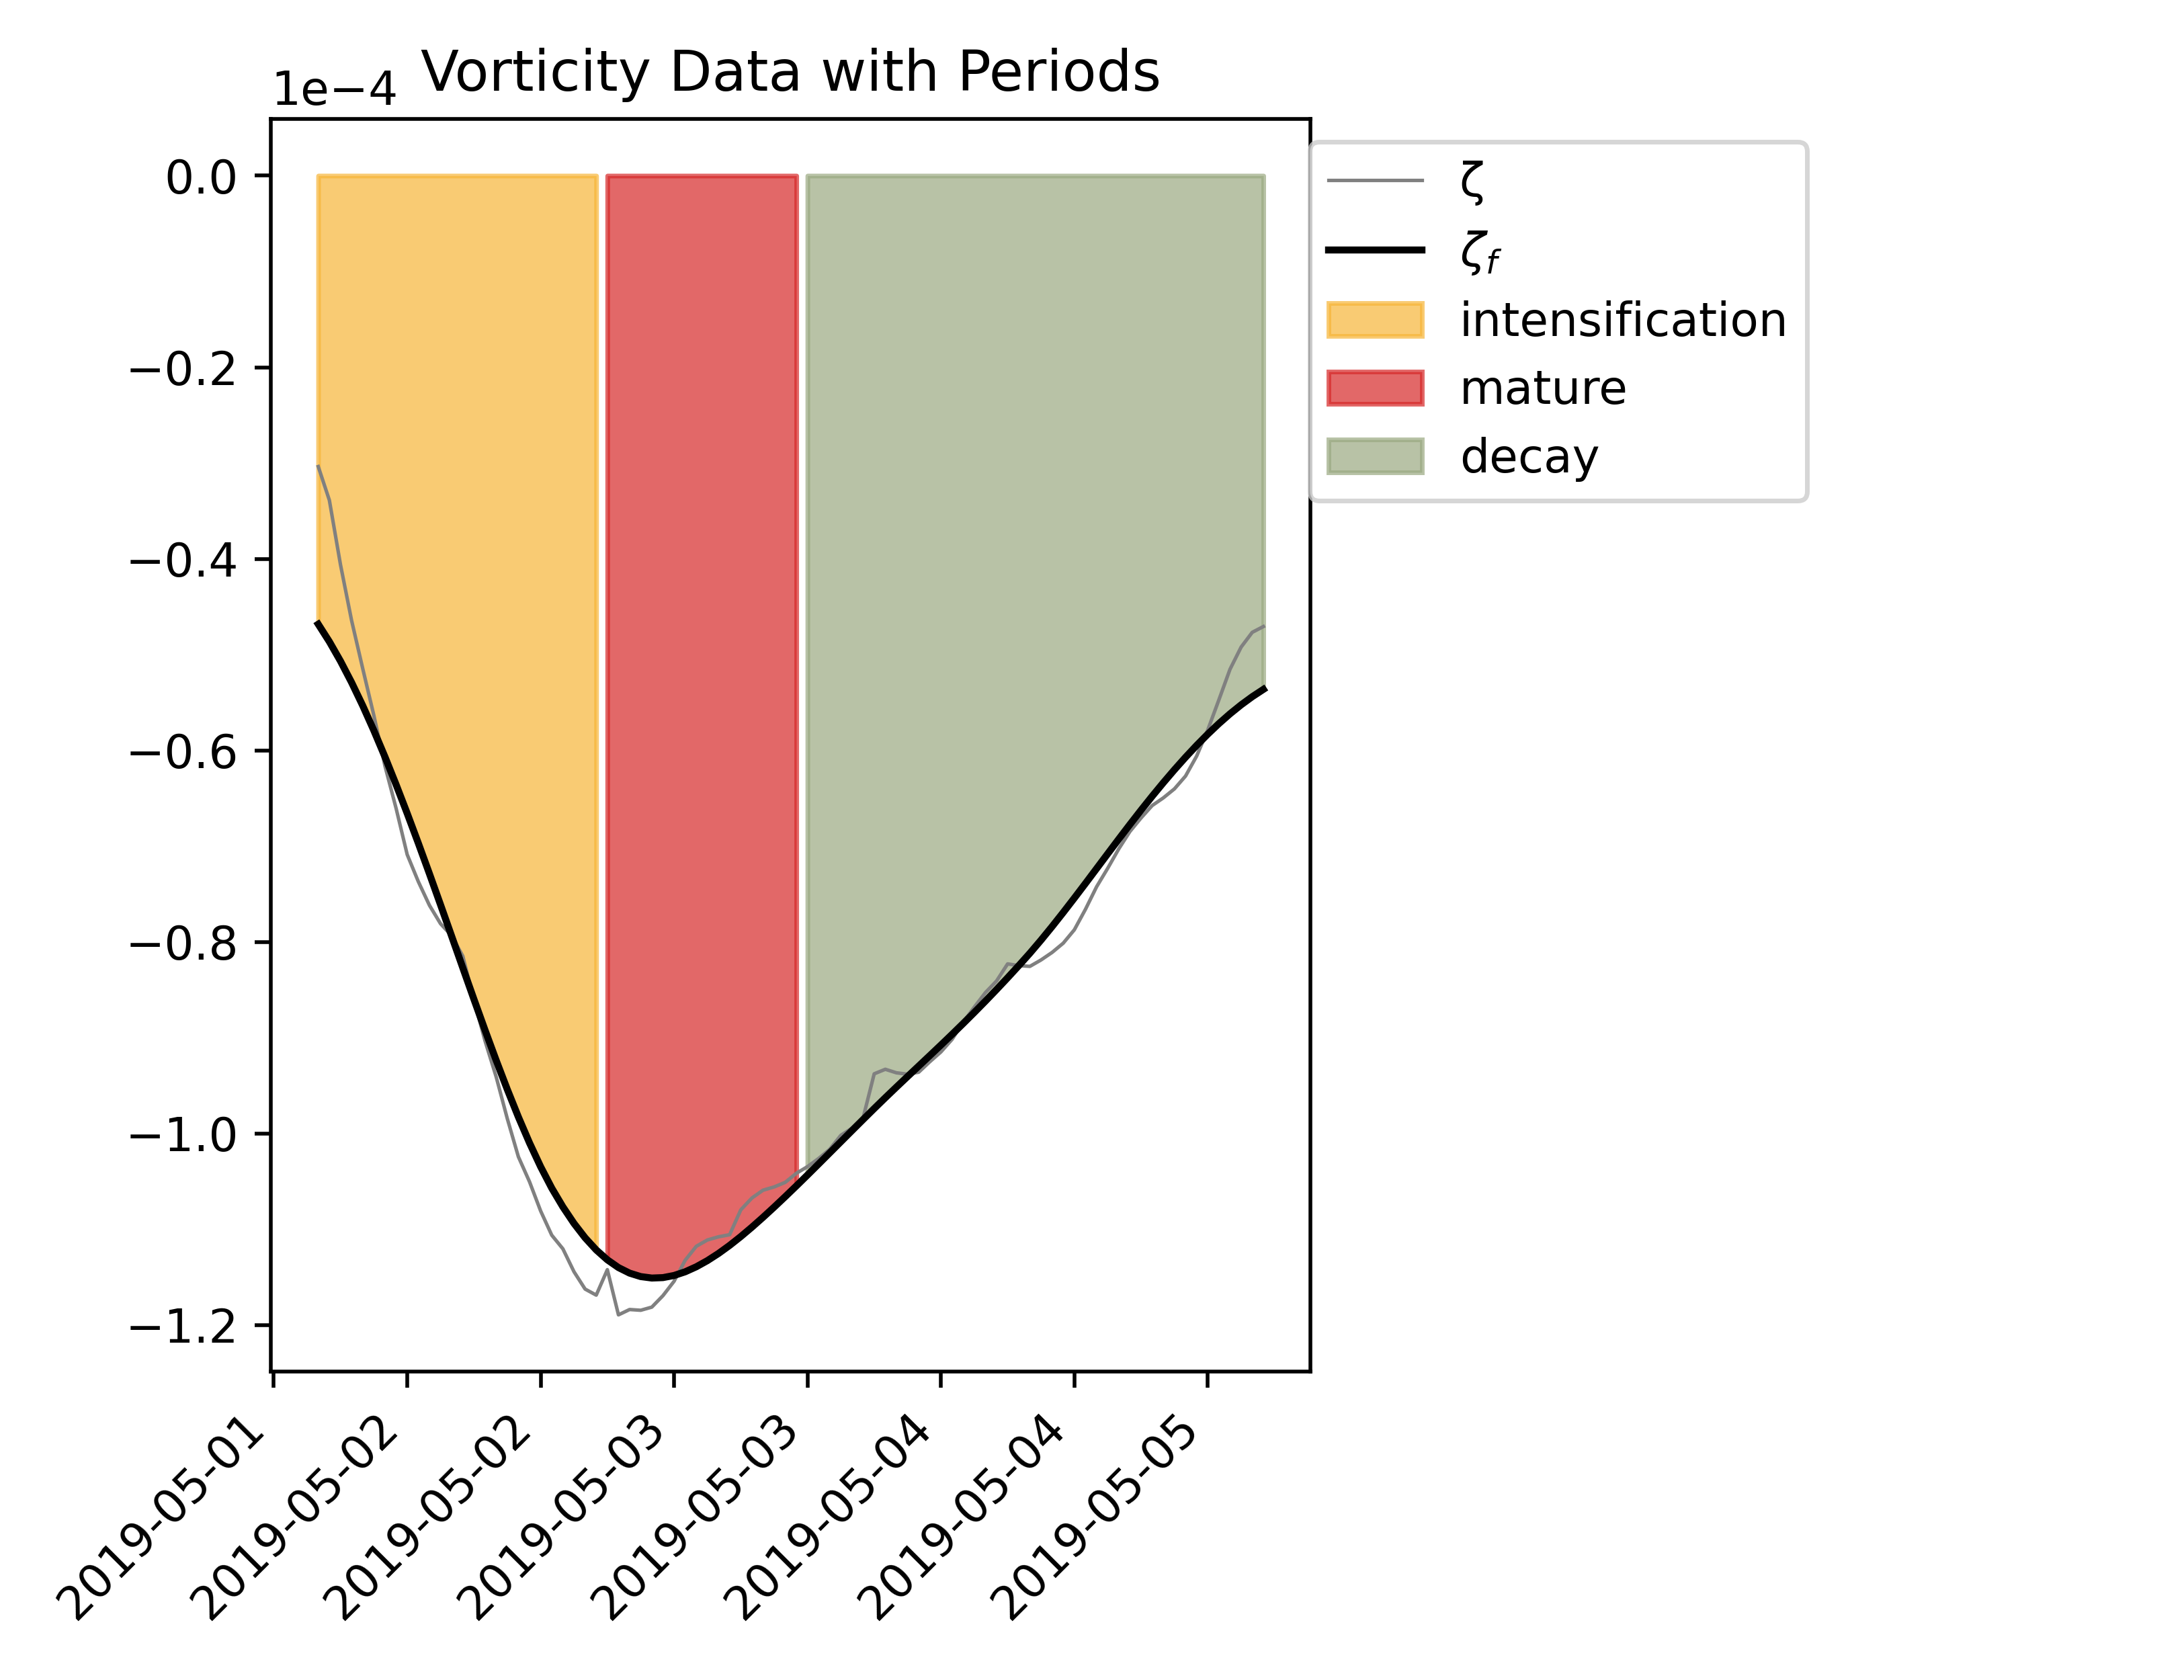 Vorticity Data with Periods
1e−4
0.0
−0.2
−0.4
−0.6
−0.8
−1.0
−1.2
ζ
ζf
intensification
mature
decay
2019-05-01
2019-05-02
2019-05-02
2019-05-03
2019-05-03
2019-05-04
2019-05-04
2019-05-05